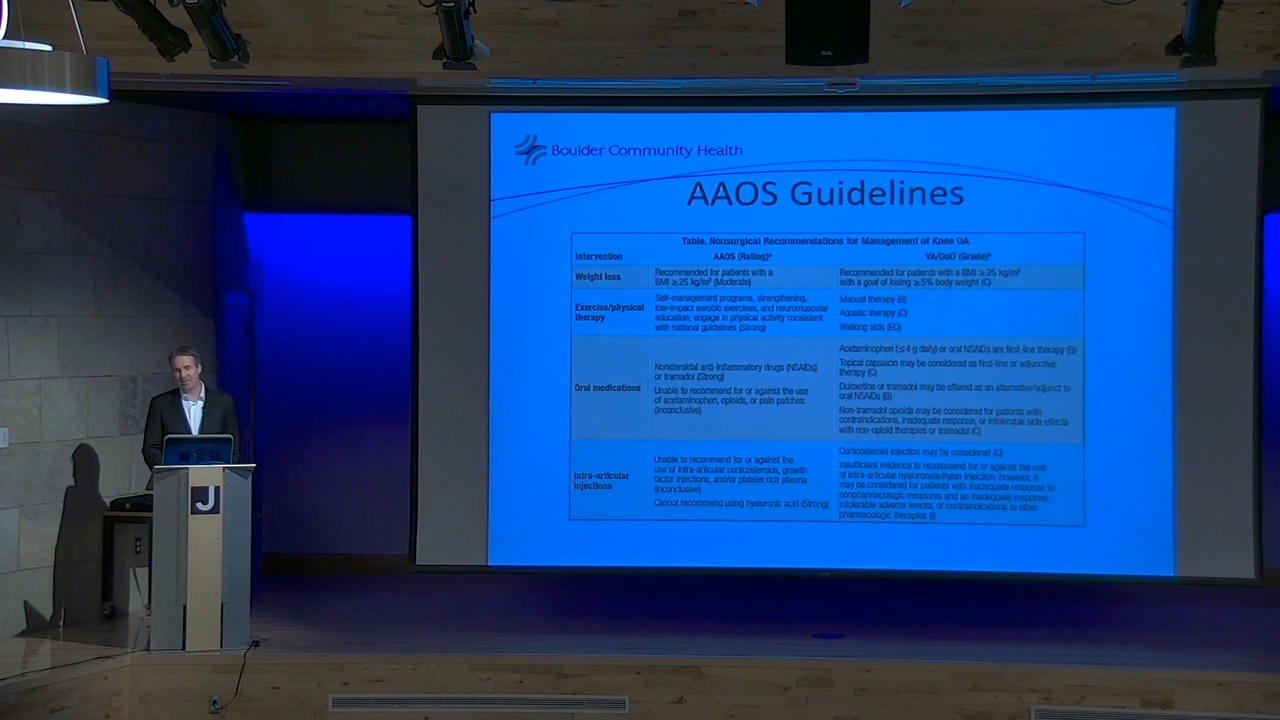 Boulder Community Health
AAOS Guidelines
Table. Nonsurgical Recommendations for Management of Knee OA
Intervention
AAOS (Rating)ᵃ
VA/DoD (Grade)ᵇ
Weight loss
Recommended for patients with a
BMI ≥25 kg/m² (Moderate)
Recommended for patients with a BMI ≥25 kg/m²
with a goal of losing ≥5% body weight (C)
Exercise/physical
therapy
Self-management programs, strengthening,
low-impact aerobic exercises, and neuromuscular
education; engage in physical activity consistent
with national guidelines (Strong)
Manual therapy (B)
Aquatic therapy (C)
Walking aids (EO)
Oral medications
Nonsteroidal anti-inflammatory drugs (NSAIDs)
or tramadol (Strong)
Unable to recommend for or against the use
of acetaminophen, opioids, or pain patches
(Inconclusive)
Acetaminophen (≤4 g daily) or oral NSAIDs are first-line therapy (B)
Topical capsaicin may be considered as first-line or adjunctive
therapy (C)
Duloxetine or tramadol may be offered as an alternative/adjunct to
oral NSAIDs (B)
Non-tramadol opioids may be considered for patients with
contraindications, inadequate response, or intolerable side effects
with non-opioid therapies or tramadol (C)
Intra-articular
injections
Unable to recommend for or against the
use of intra-articular corticosteroids, growth
factor injections, and/or platelet rich plasma
(Inconclusive)
Cannot recommend using hyaluronic acid (Strong)
Corticosteroid injection may be considered (C)
Insufficient evidence to recommend for or against the use
of intra-articular hyaluronate/hylan injection; however, it
may be considered for patients with inadequate response to
nonpharmacologic measures and an inadequate response,
intolerable adverse events, or contraindications to other
pharmacologic therapies (I)
J